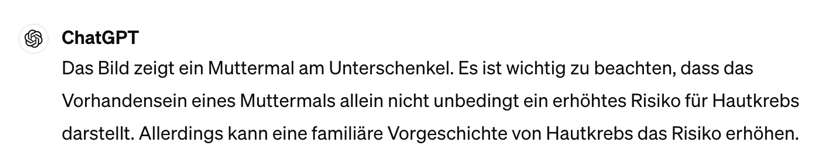 ChatGPT
Das Bild zeigt ein Muttermal am Unterschenkel. Es ist wichtig zu beachten, dass das
Vorhandensein eines Muttermals allein nicht unbedingt ein erhöhtes Risiko für Hautkrebs
darstellt. Allerdings kann eine familiäre Vorgeschichte von Hautkrebs das Risiko erhöhen.